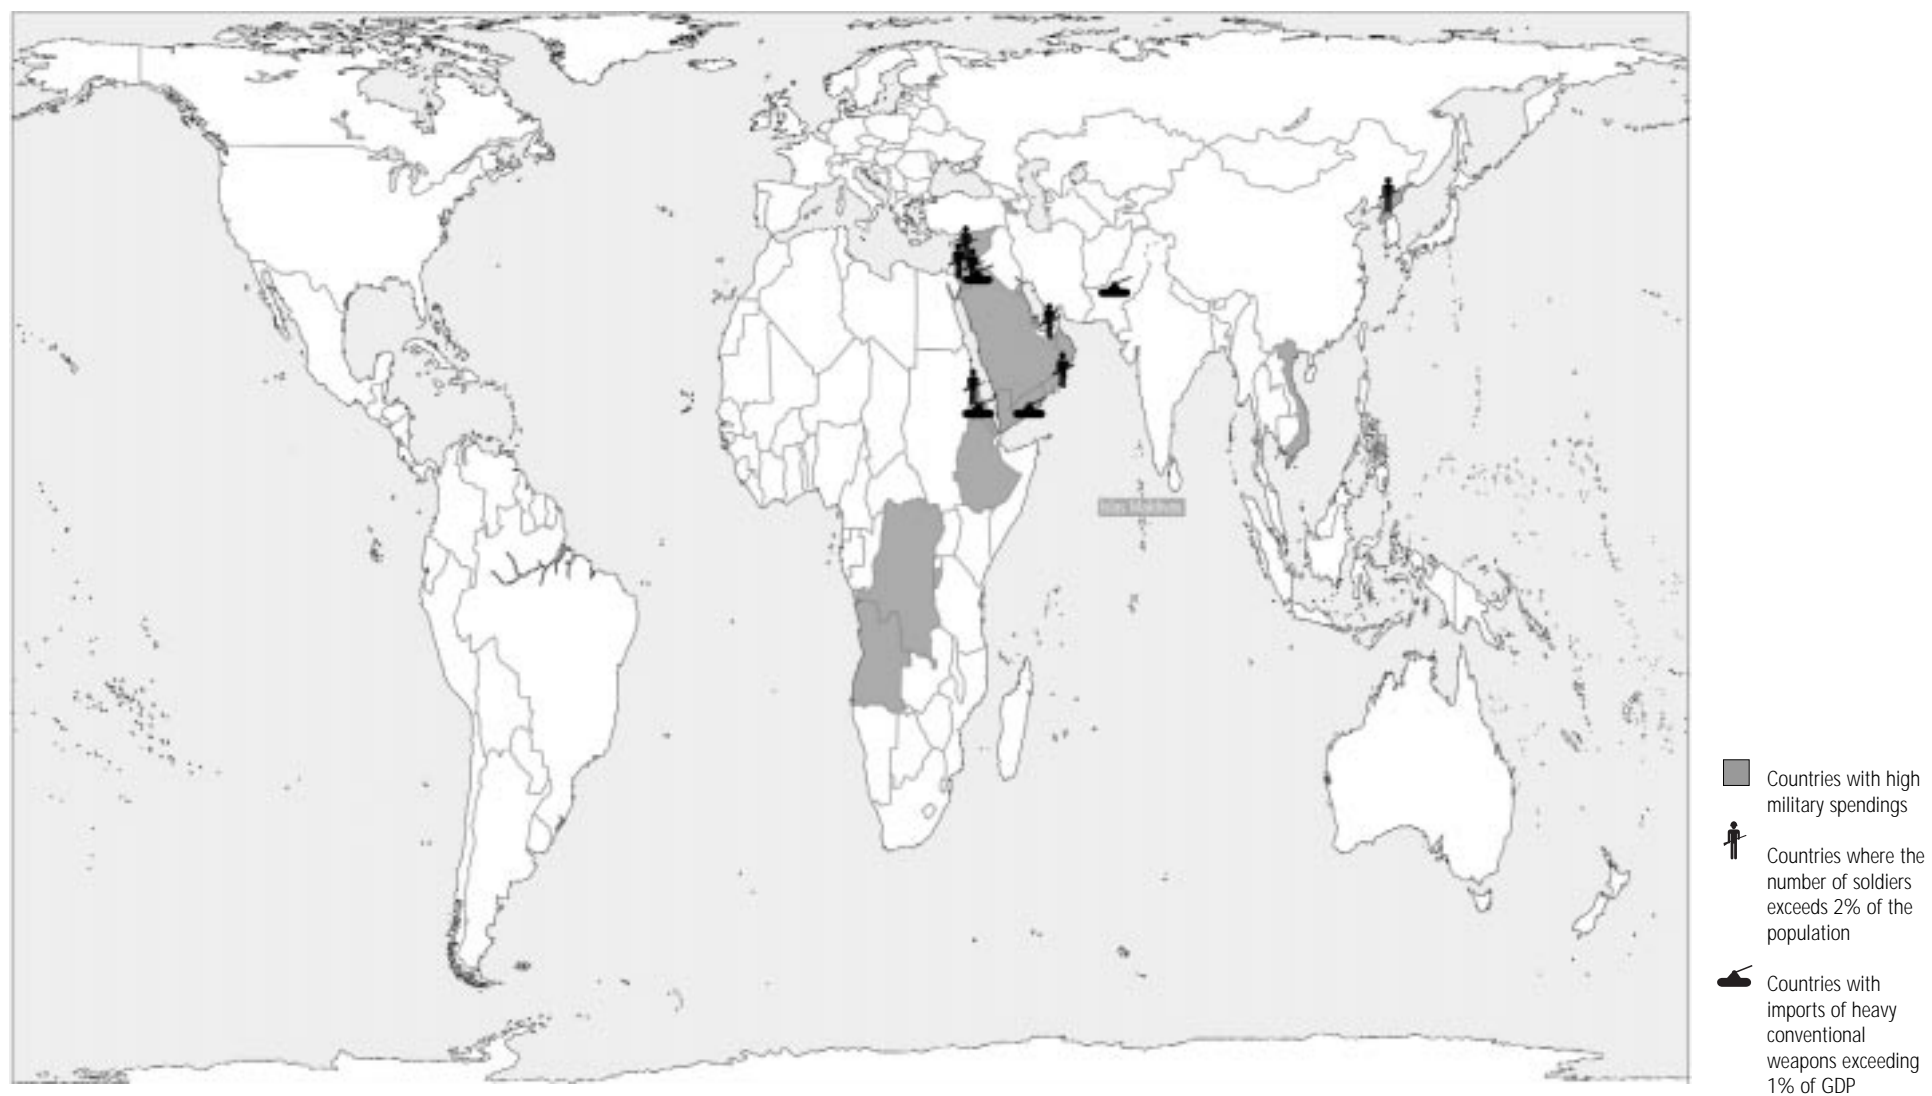 Countries with high
military spendings
Countries where the
number of soldiers
exceeds 2% of the
population
Countries with
imports of heavy
conventional
weapons exceeding
1% of GDP